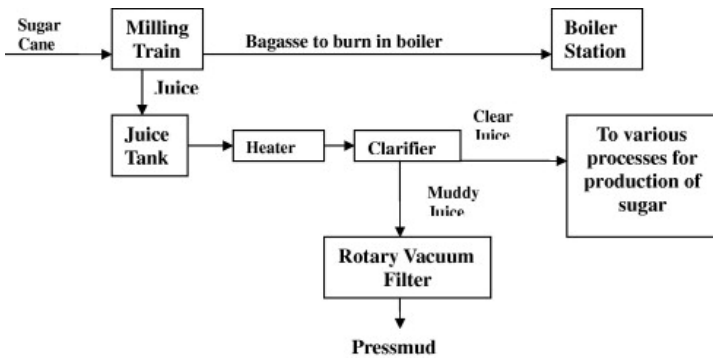 Sugar
Cane
Milling
Train
Bagasse to burn in boiler
Boiler
Station
Juice
Juice
Tank
Heater
Clarifier
Clear
Juice
To various
processes for
production of
sugar
Muddy
Juice
Rotary Vacuum
Filter
Pressmud